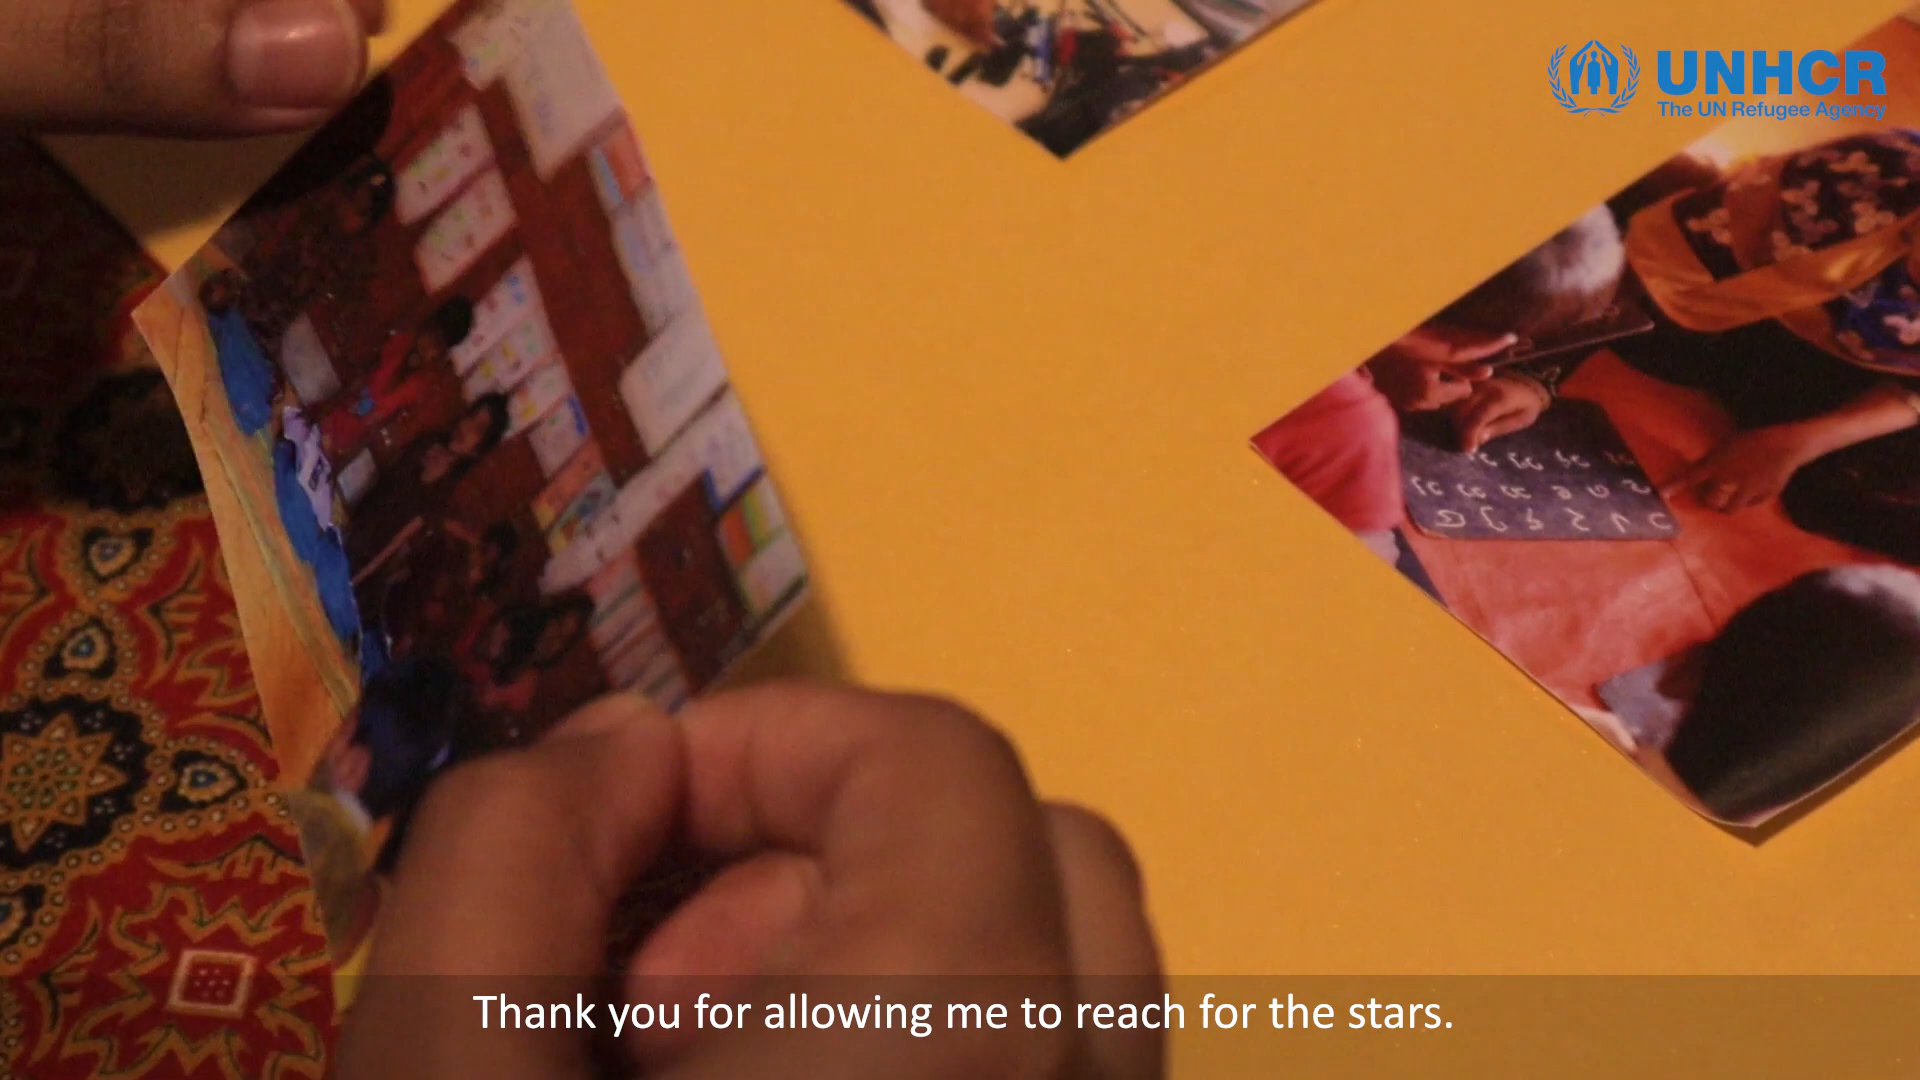 UNHCR
The UN Refugee Agency
Thank you for allowing me to reach for the stars.